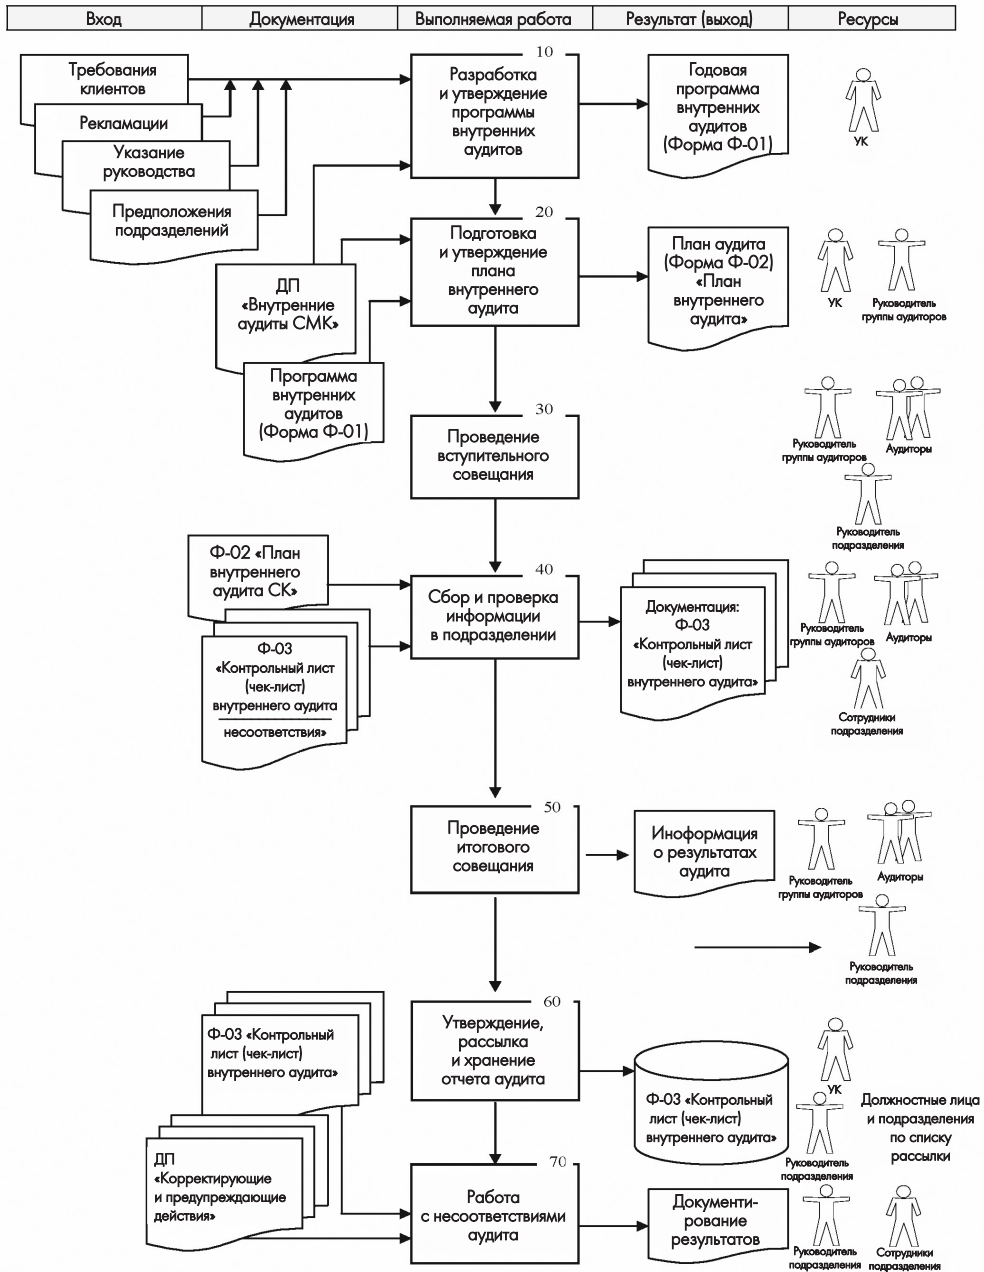 Вход
Документация
Выполняемая работа
Результат (выход)
Ресурсы
Требования
клиентов
Рекламации
Указание
руководства
Предположения
подразделений
10
Разработка
и утверждение
программы
внутренних
аудитов
Годовая
программа
внутренних
аудитов
(Форма Ф-01)
УК
ДП
«Внутренние
аудиты СМК»
Программа
внутренних
аудитов
(Форма Ф-01)
20
Подготовка
и утверждение
плана
внутреннего
аудита
План аудита
(Форма Ф-02)
«План
внутреннего
аудита»
УК
Руководитель
группы аудиторов
30
Проведение
вступительного
совещания
Руководитель
группы аудиторов
Аудиторы
Руководитель
подразделения
Ф-02 «План
внутреннего
аудита СК»
Ф-03
«Контрольный лист
(чек-лист)
внутреннего аудита
несоответствия»
40
Сбор и проверка
информации
в подразделении
Документация:
Ф-03
«Контрольный лист
(чек-лист)
внутреннего аудита»
Руководитель
группы аудиторов
Аудиторы
Сотрудники
подразделения
50
Проведение
итогового
совещания
Иноформация
о результатах
аудита
Руководитель
группы аудиторов
Аудиторы
Руководитель
подразделения
Ф-03 «Контрольный
лист (чек-лист)
внутреннего аудита»
60
Утверждение,
рассылка
и хранение
отчета аудита
Ф-03 «Контрольный
лист (чек-лист)
внутреннего аудита»
УК
Руководитель
подразделения
Должностные лица
и подразделения
по списку
рассылки
ДП
«Корректирующие
и предупреждающие
действия»
70
Работа
с несоответствиями
аудита
Документи-
рование
результатов
Руководитель
подразделения
Сотрудники
подразделения